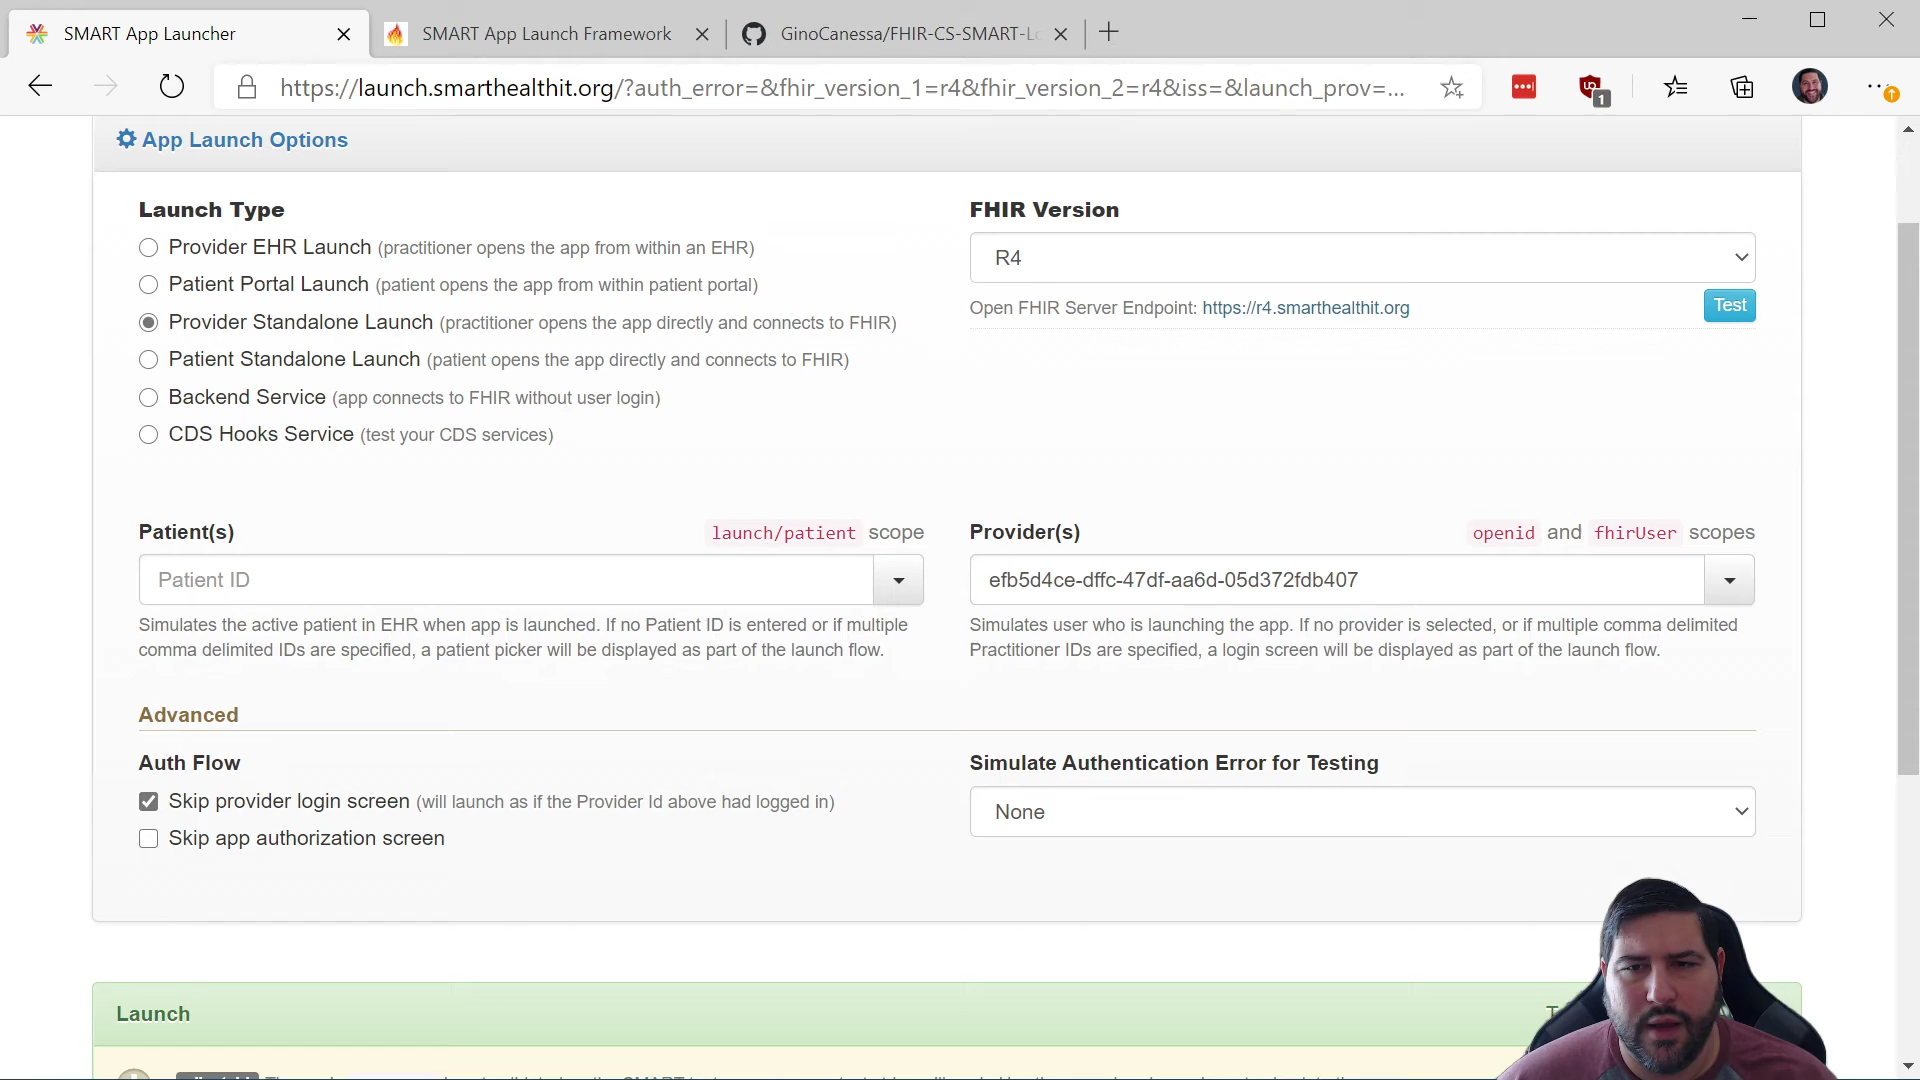 SMART App Launcher
SMART App Launch Framework
GinoCanessa/FHIR-CS-SMART-L
https://launch.smarthealthit.org/?auth_error=&fhir_version_1=r4&fhir_version_2=r4&iss=&launch_prov=...
1
App Launch Options
Launch Type
Provider EHR Launch (practitioner opens the app from within an EHR)
Patient Portal Launch (patient opens the app from within patient portal)
Provider Standalone Launch (practitioner opens the app directly and connects to FHIR)
Patient Standalone Launch (patient opens the app directly and connects to FHIR)
Backend Service (app connects to FHIR without user login)
CDS Hooks Service (test your CDS services)
FHIR Version
R4
Open FHIR Server Endpoint: https://r4.smarthealthit.org
Test
Patient(s)
launch/patient scope
Patient ID
Simulates the active patient in EHR when app is launched. If no Patient ID is entered or if multiple
comma delimited IDs are specified, a patient picker will be displayed as part of the launch flow.
Provider(s)
openid and fhirUser scopes
efb5d4ce-dffc-47df-aa6d-05d372fdb407
Simulates user who is launching the app. If no provider is selected, or if multiple comma delimited
Practitioner IDs are specified, a login screen will be displayed as part of the launch flow.
Advanced
Auth Flow
Skip provider login screen (will launch as if the Provider Id above had logged in)
Skip app authorization screen
Simulate Authentication Error for Testing
None
Launch